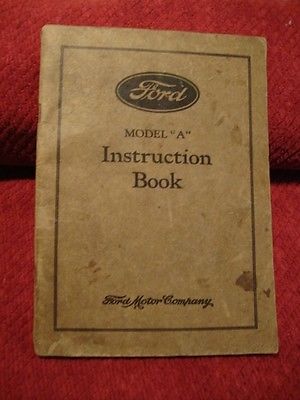 Ford
MODEL "A"
Instruction
Book
Ford Motor Company